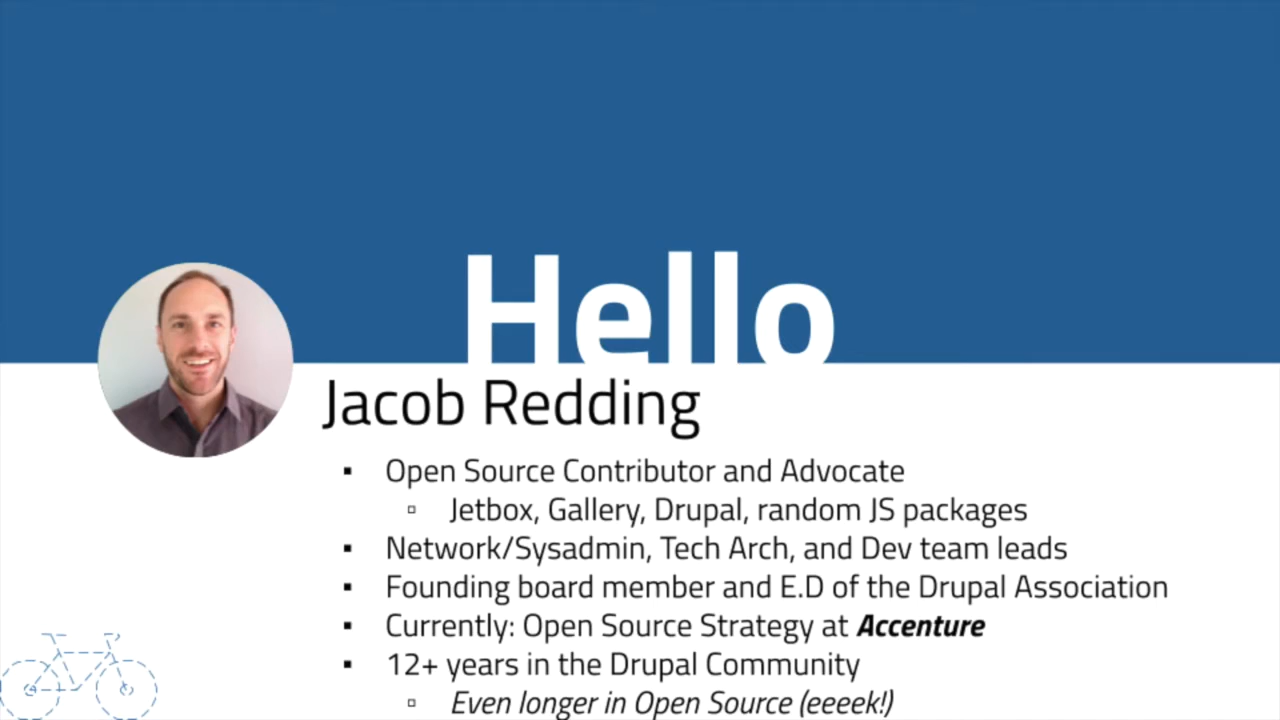 Hello
Jacob Redding
▪ Open Source Contributor and Advocate
▫ Jetbox, Gallery, Drupal, random JS packages
▪ Network/Sysadmin, Tech Arch, and Dev team leads
▪ Founding board member and E.D of the Drupal Association
▪ Currently: Open Source Strategy at Accenture
▪ 12+ years in the Drupal Community
▫ Even longer in Open Source (eeeek!)